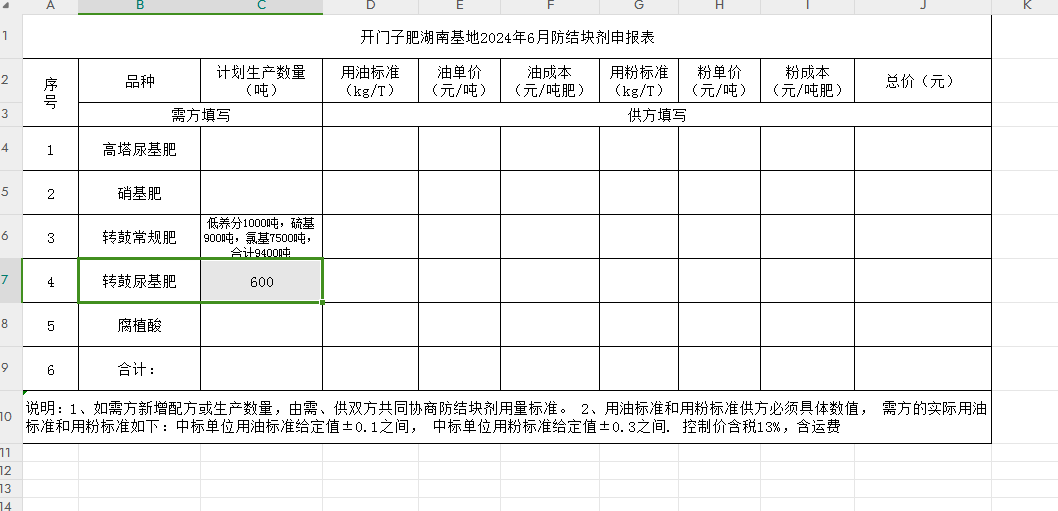 A B C D E F G H I J K
1 开门子肥湖南基地2024年6月防结块剂申报表
2 序号 品种 计划生产数量（吨） 用油标准（kg/T） 油单价（元/吨） 油成本（元/吨肥） 用粉标准（kg/T） 粉单价（元/吨） 粉成本（元/吨肥） 总价（元）
3 需方填写 供方填写
4 1 高塔尿基肥
5 2 硝基肥
6 3 转鼓常规肥 低养分1000吨，硫基900吨，氯基7500吨，合计9400吨
7 4 转鼓尿基肥 600
8 5 腐植酸
9 6 合计：
10 说明：1、如需方新增配方或生产数量，由需、供双方共同协商防结块剂用量标准。 2、用油标准和用粉标准供方必须具体数值， 需方的实际用油
标准和用粉标准如下：中标单位用油标准给定值±0.1之间， 中标单位用粉标准给定值±0.3之间. 控制价含税13%，含运费
11
12
13
14